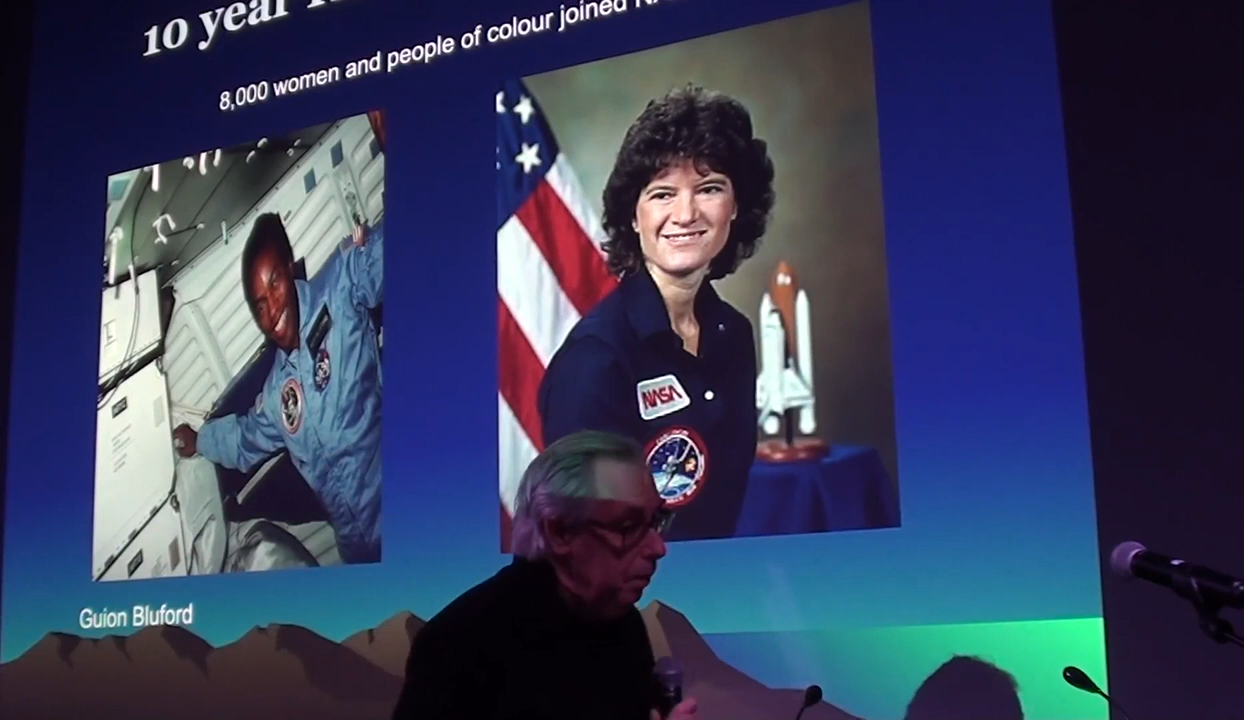 10 year
8,000 women and people of colour joined
NASA
Guion Bluford